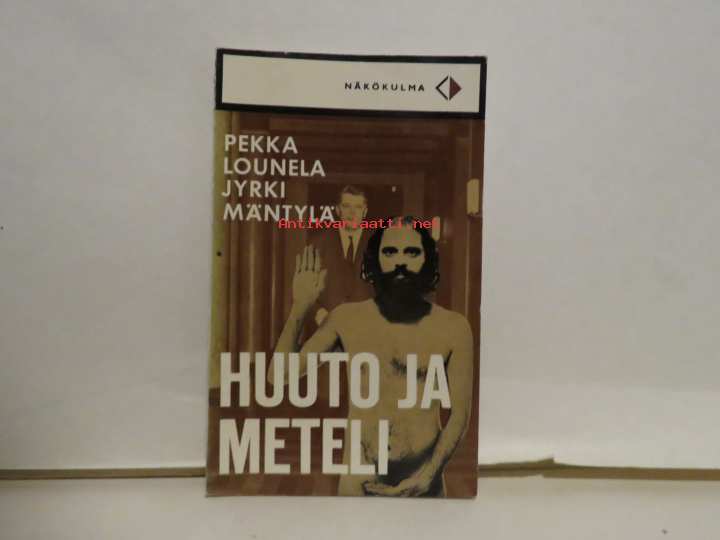 NÄKÖKULMA
PEKKA
LOUNELA
JYRKI
MÄNTYLÄ
Antikvariaatti.net
HUUTO JA
METELI